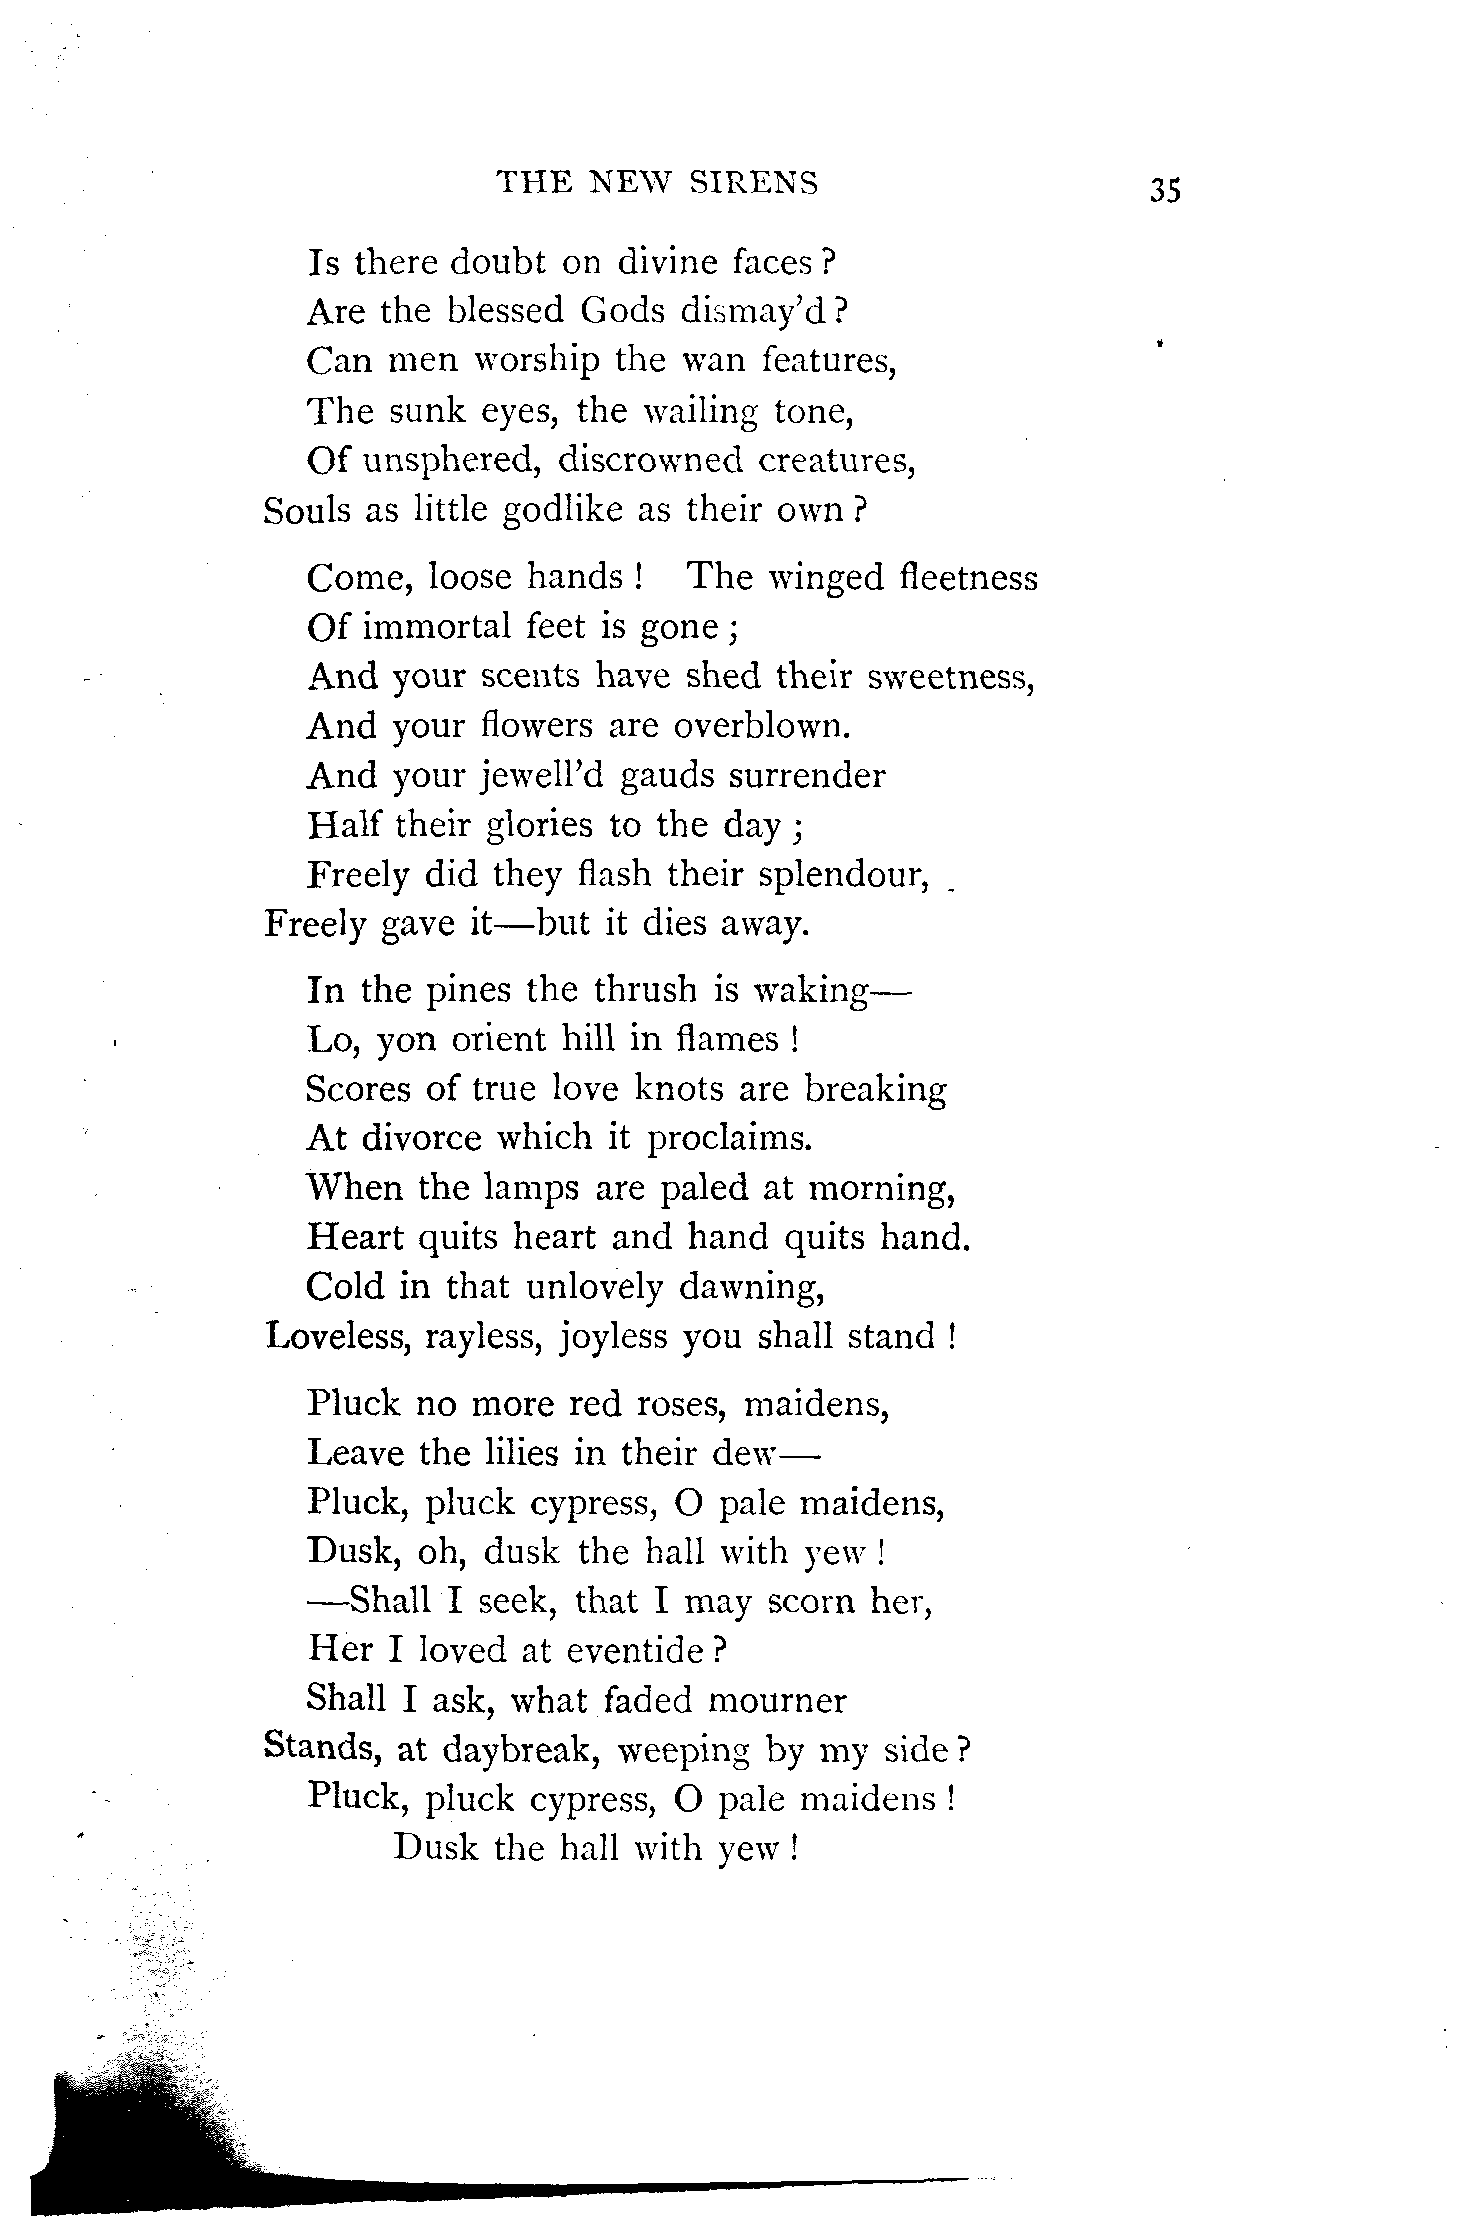 THE NEW SIRENS 35
Is there doubt on divine faces?
Are the blessed Gods dismay'd?
Can men worship the wan features,
The sunk eyes, the wailing tone,
Of unsphered, discrowned creatures,
Souls as little godlike as their own?
Come, loose hands! The winged fleetness
Of immortal feet is gone;
And your scents have shed their sweetness,
And your flowers are overblown.
And your jewell'd gauds surrender
Half their glories to the day;
Freely did they flash their splendour,
Freely gave it—but it dies away.
In the pines the thrush is waking—
Lo, yon orient hill in flames!
Scores of true love knots are breaking
At divorce which it proclaims.
When the lamps are paled at morning,
Heart quits heart and hand quits hand.
Cold in that unlovely dawning,
Loveless, rayless, joyless you shall stand!
Pluck no more red roses, maidens,
Leave the lilies in their dew—
Pluck, pluck cypress, O pale maidens,
Dusk, oh, dusk the hall with yew!
—Shall I seek, that I may scorn her,
Her I loved at eventide?
Shall I ask, what faded mourner
Stands, at daybreak, weeping by my side?
Pluck, pluck cypress, O pale maidens!
Dusk the hall with yew!